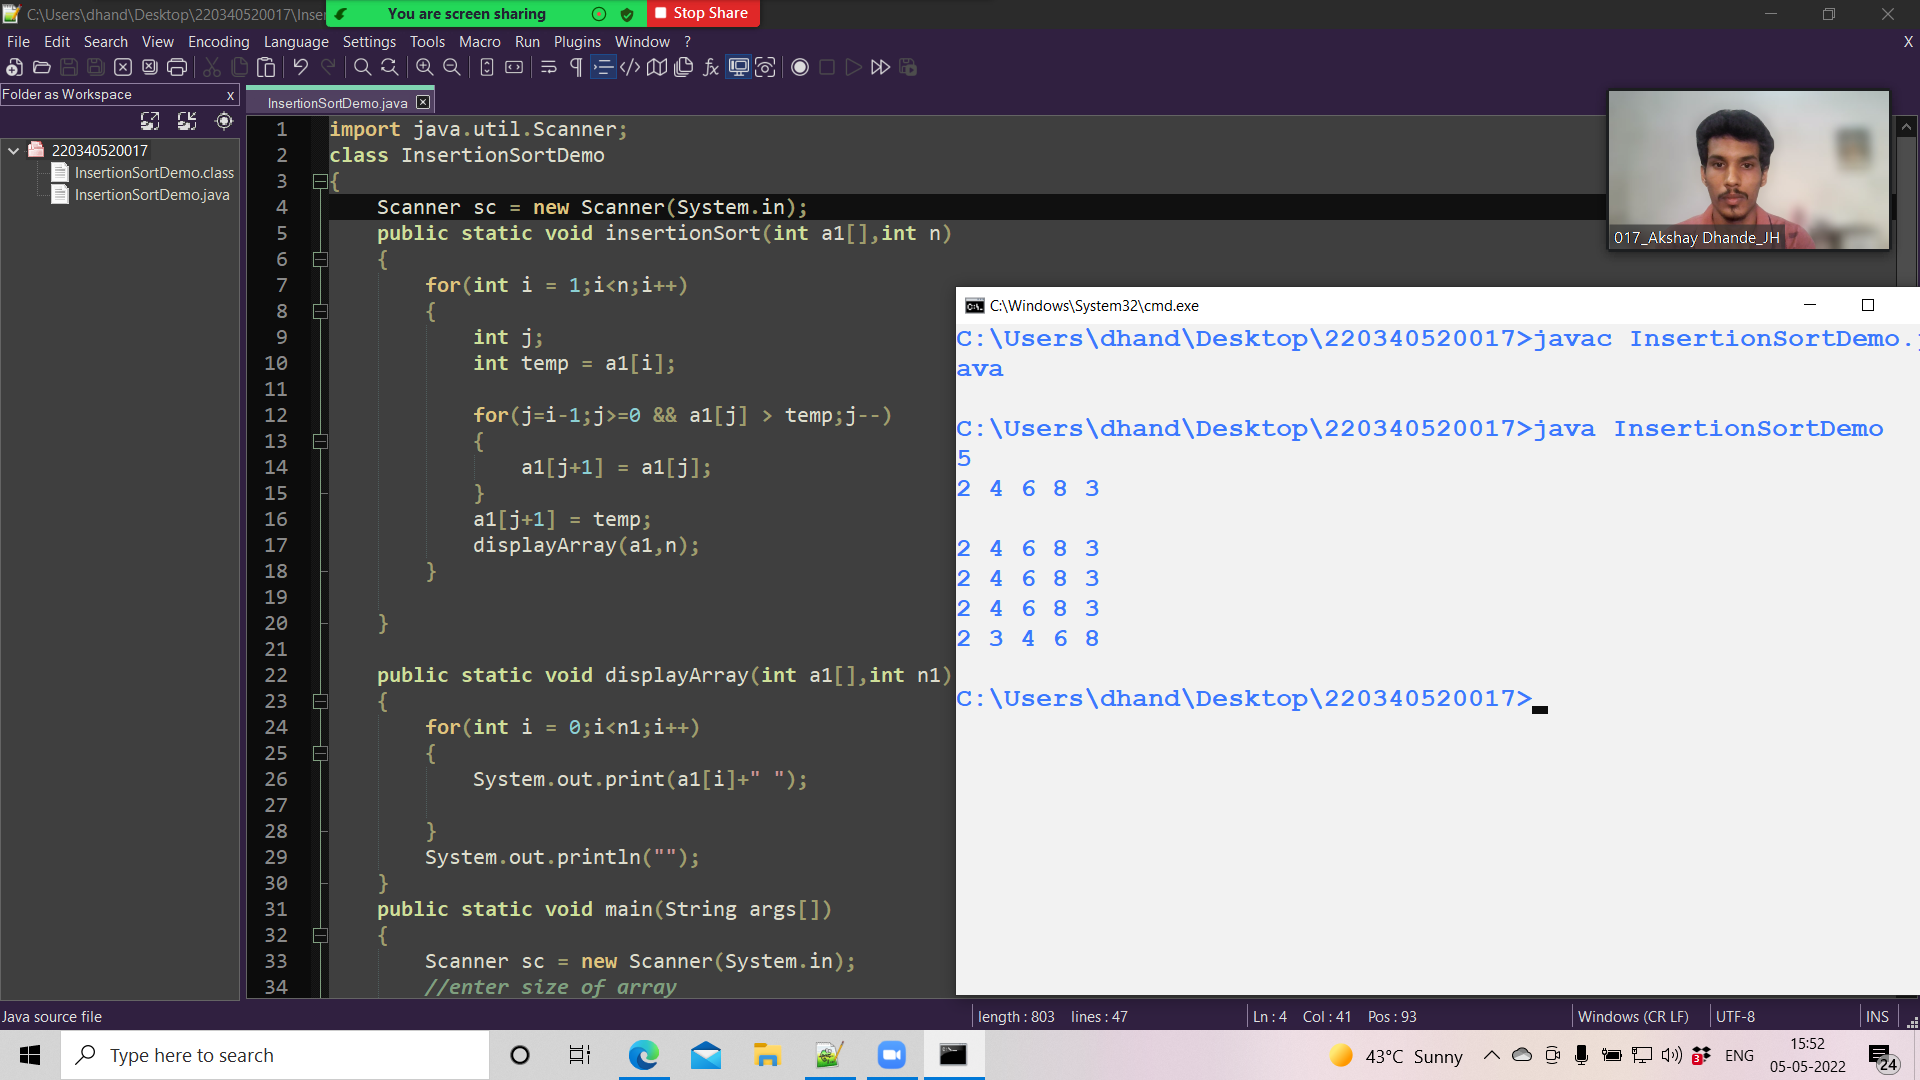 C:\Users\dhand\Desktop\220340520017\Inser
You are screen sharing
Stop Share
File Edit Search View Encoding Language Settings Tools Macro Run Plugins Window ?
X
Folder as Workspace x
InsertionSortDemo.java
220340520017
InsertionSortDemo.class
InsertionSortDemo.java
1 import java.util.Scanner;
2 class InsertionSortDemo
3 {
4 Scanner sc = new Scanner(System.in);
5 public static void insertionSort(int a1[],int n)
6 {
7 for(int i = 1;i<n;i++)
8 {
9 int j;
10 int temp = a1[i];
11
12 for(j=i-1;j>=0 && a1[j] > temp;j--)
13 {
14 a1[j+1] = a1[j];
15 }
16 a1[j+1] = temp;
17 displayArray(a1,n);
18 }
19
20 }
21
22 public static void displayArray(int a1[],int n1)
23 {
24 for(int i = 0;i<n1;i++)
25 {
26 System.out.print(a1[i]+" ");
27
28 }
29 System.out.println("");
30 }
31 public static void main(String args[])
32 {
33 Scanner sc = new Scanner(System.in);
34 //enter size of array
017_Akshay Dhande_JH
C:\Windows\System32\cmd.exe
C:\Users\dhand\Desktop\220340520017>javac InsertionSortDemo.j
ava
C:\Users\dhand\Desktop\220340520017>java InsertionSortDemo
5
2 4 6 8 3
2 4 6 8 3
2 4 6 8 3
2 4 6 8 3
2 3 4 6 8
C:\Users\dhand\Desktop\220340520017>
Java source file
length : 803 lines : 47
Ln : 4 Col : 41 Pos : 93
Windows (CR LF)
UTF-8
INS
Type here to search
43°C Sunny
ENG
15:52
05-05-2022
24